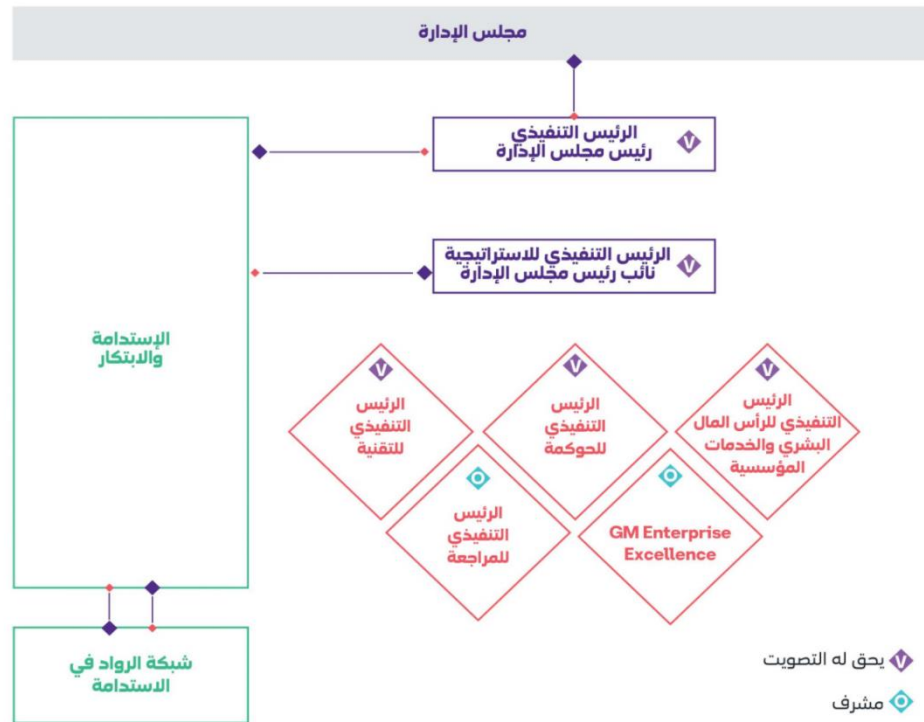 مجلس الإدارة
الرئيس التنفيذي
رئيس مجلس الإدارة
V
الرئيس التنفيذي للاستراتيجية
نائب رئيس مجلس الإدارة
V
الإستدامة
والابتكار
V
الرئيس
التنفيذي للرأس المال
البشري والخدمات
المؤسسية
V
الرئيس
التنفيذي
للحوكمة
V
الرئيس
التنفيذي
للتقنية
GM Enterprise
Excellence
الرئيس
التنفيذي
للمراجعة
شبكة الرواد في
الاستدامة
V يحق له التصويت
مشرف